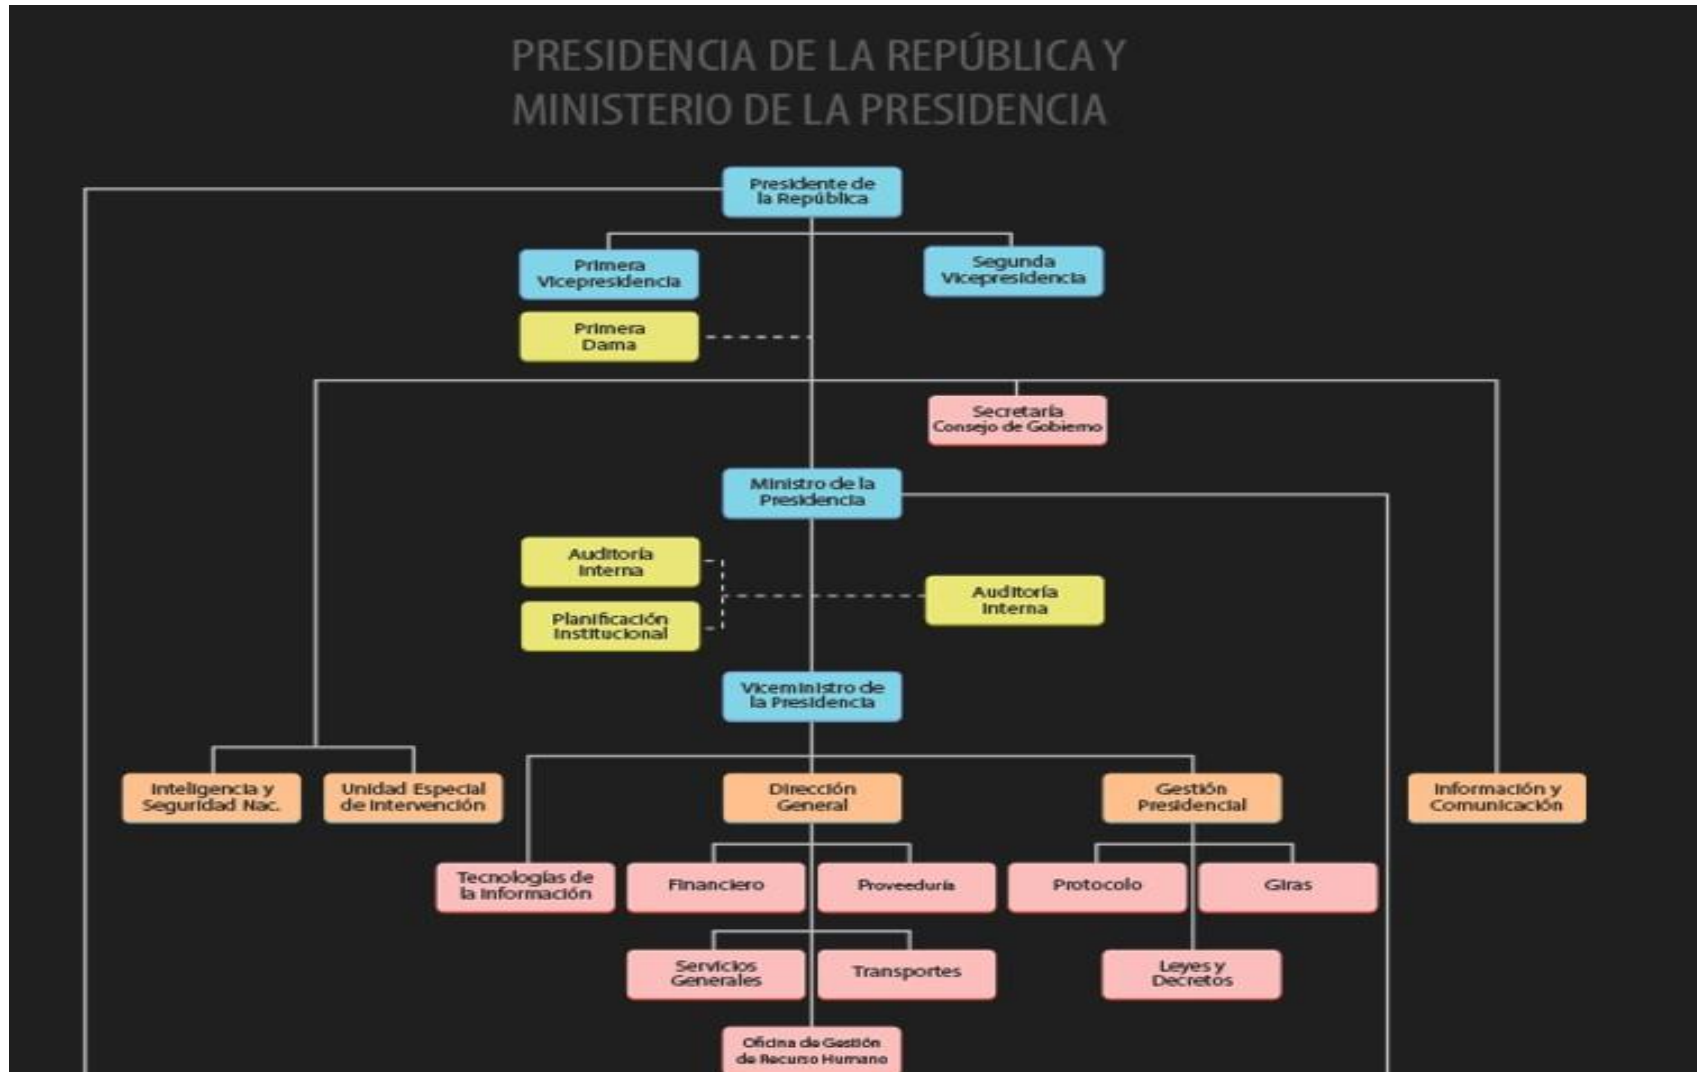 PRESIDENCIA DE LA REPÚBLICA Y
MINISTERIO DE LA PRESIDENCIA
Presidente de
la República
Primera
Vicepresidencia
Segunda
Vicepresidencia
Primera
Dama
Secretaría
Consejo de Gobierno
Ministro de la
Presidencia
Auditoría
Interna
Planificación
Institucional
Auditoría
Interna
Viceministro de
la Presidencia
Inteligencia y
Seguridad Nac.
Unidad Especial
de Intervención
Dirección
General
Gestión
Presidencial
Información y
Comunicación
Tecnologías de
la Información
Financiero
Proveeduría
Protocolo
Giras
Servicios
Generales
Transportes
Leyes y
Decretos
Oficina de Gestión
de Recurso Humano